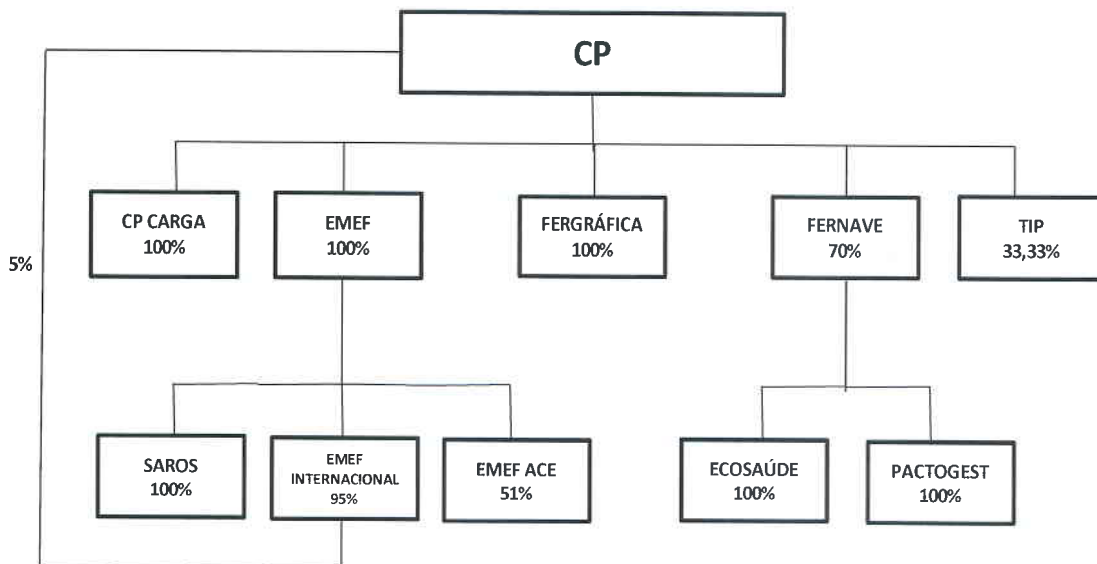 CP
CP CARGA
100%
EMEF
100%
FERGRÁFICA
100%
FERNAVE
70%
TIP
33,33%
5%
SAROS
100%
EMEF
INTERNACIONAL
95%
EMEF ACE
51%
ECOSAÚDE
100%
PACTOGEST
100%